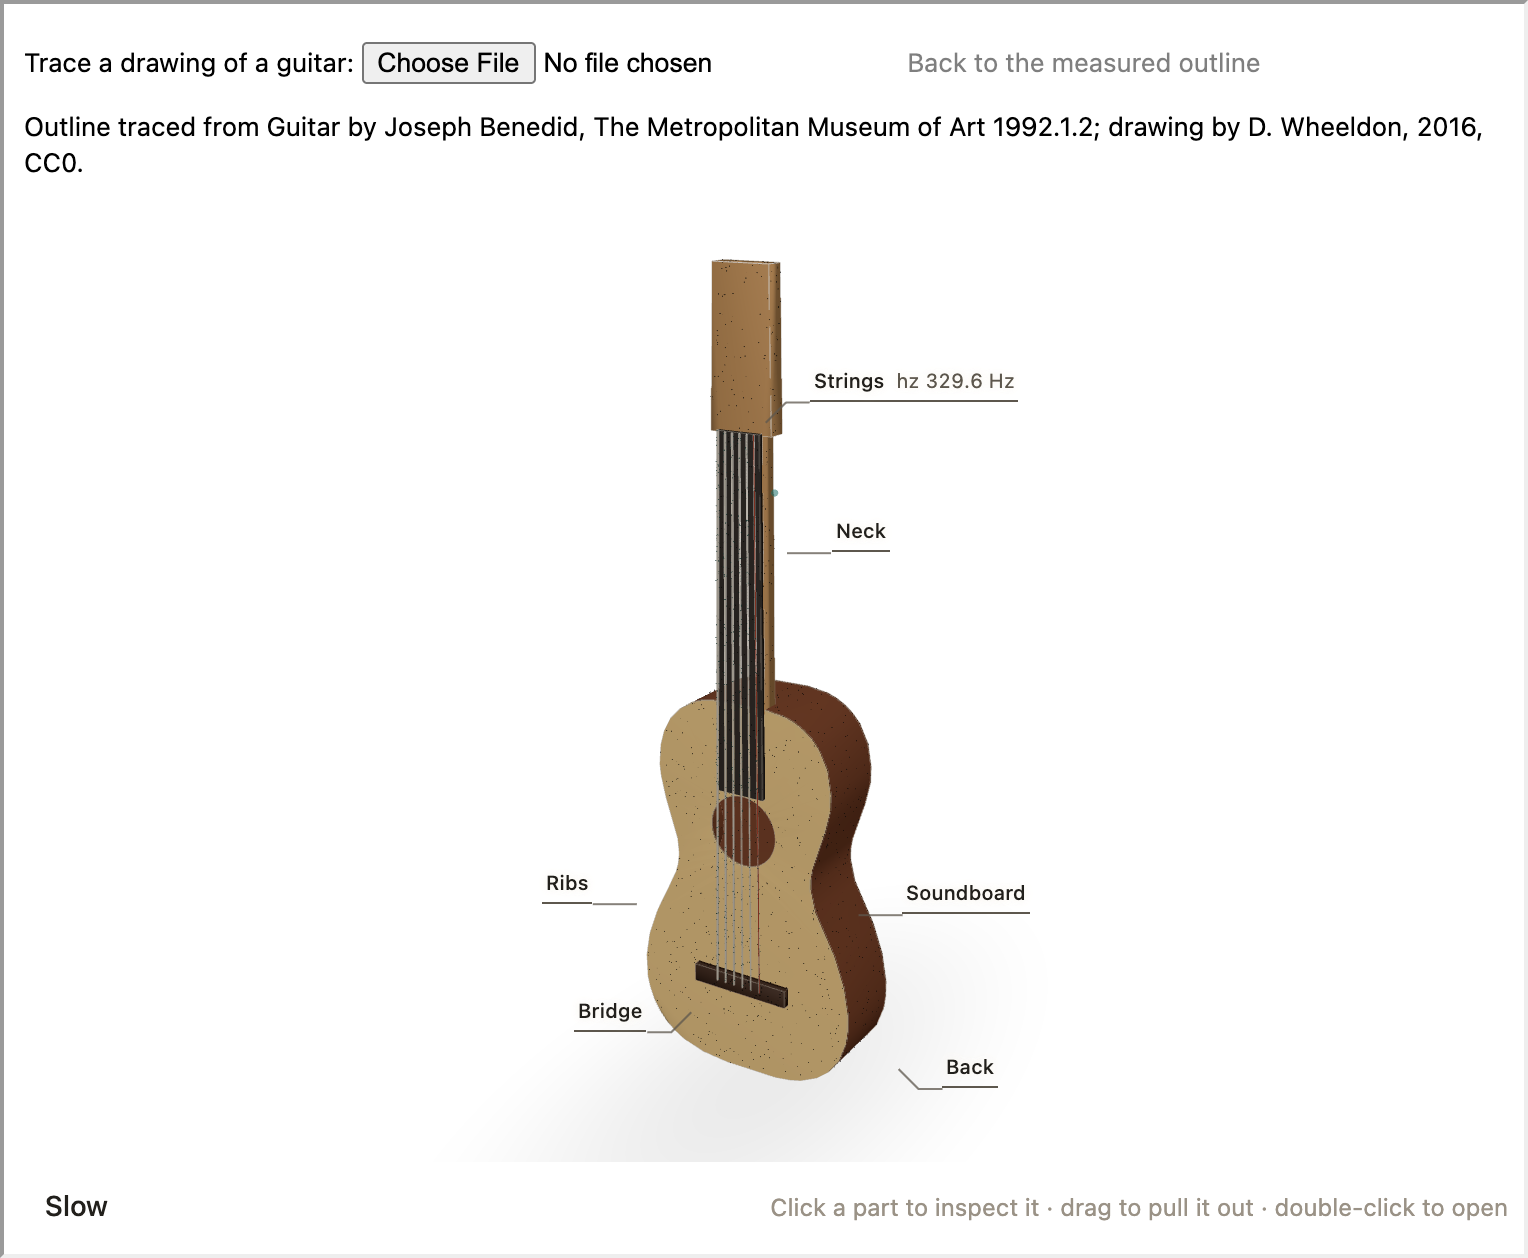 Trace a drawing of a guitar: Choose File No file chosen
Back to the measured outline
Outline traced from Guitar by Joseph Benedid, The Metropolitan Museum of Art 1992.1.2; drawing by D. Wheeldon, 2016,
CC0.
Strings hz 329.6 Hz
Neck
Ribs
Soundboard
Bridge
Back
Slow
Click a part to inspect it · drag to pull it out · double-click to open